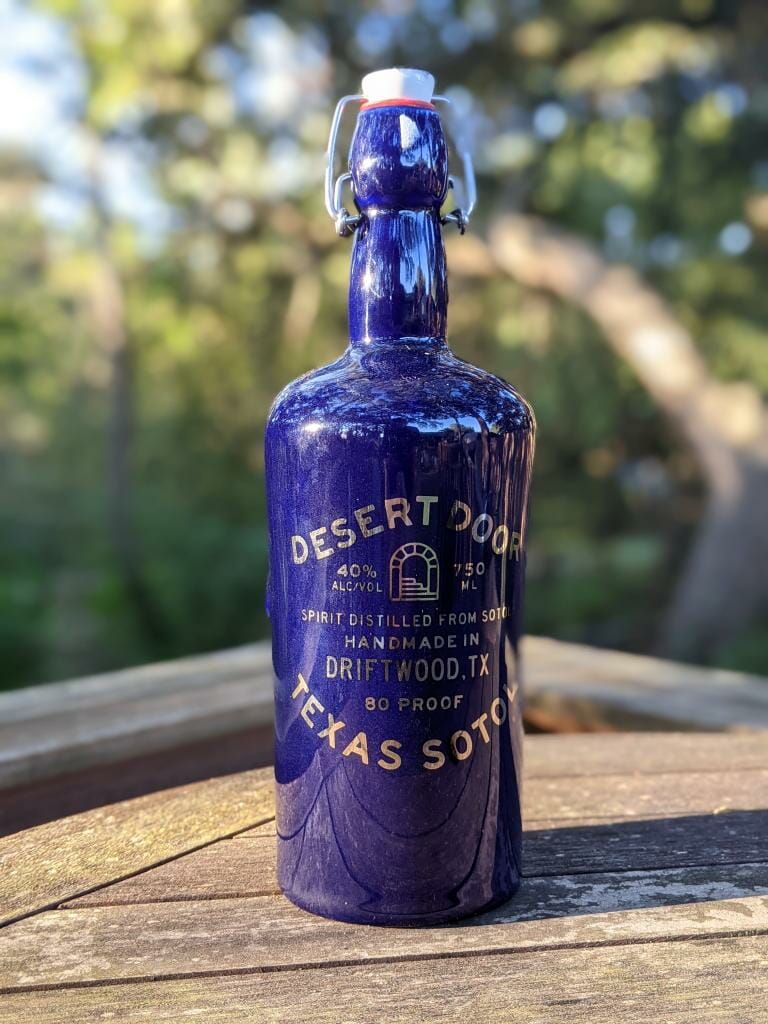 DESERT DOOR
40% 750
ALC/VOL ML
SPIRIT DISTILLED FROM SOTOL
HANDMADE IN
DRIFTWOOD, TX
80 PROOF
TEXAS SOTOL